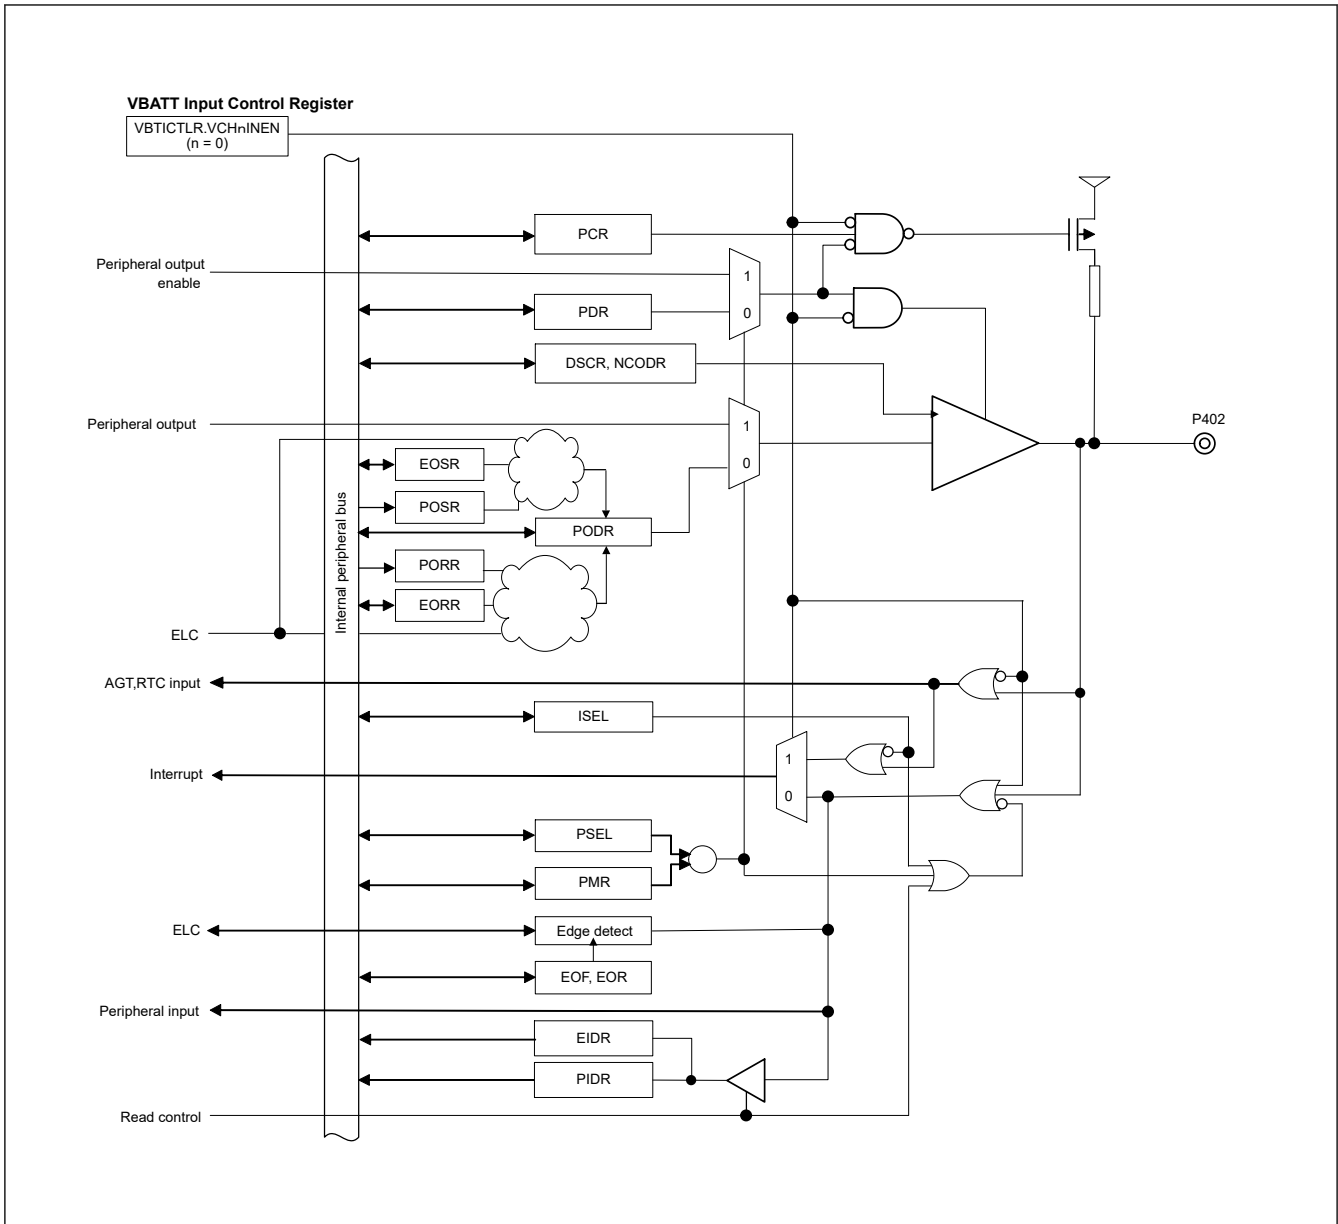 VBATT Input Control Register
VBTICTLR.VCHnINEN
(n = 0)
PCR
Peripheral output
enable
1
0
PDR
DSCR, NCODR
Peripheral output
1
0
P402
EOSR
POSR
PODR
Internal peripheral bus
PORR
EORR
ELC
AGT,RTC input
ISEL
Interrupt
1
0
PSEL
PMR
ELC
Edge detect
EOF, EOR
Peripheral input
EIDR
PIDR
Read control